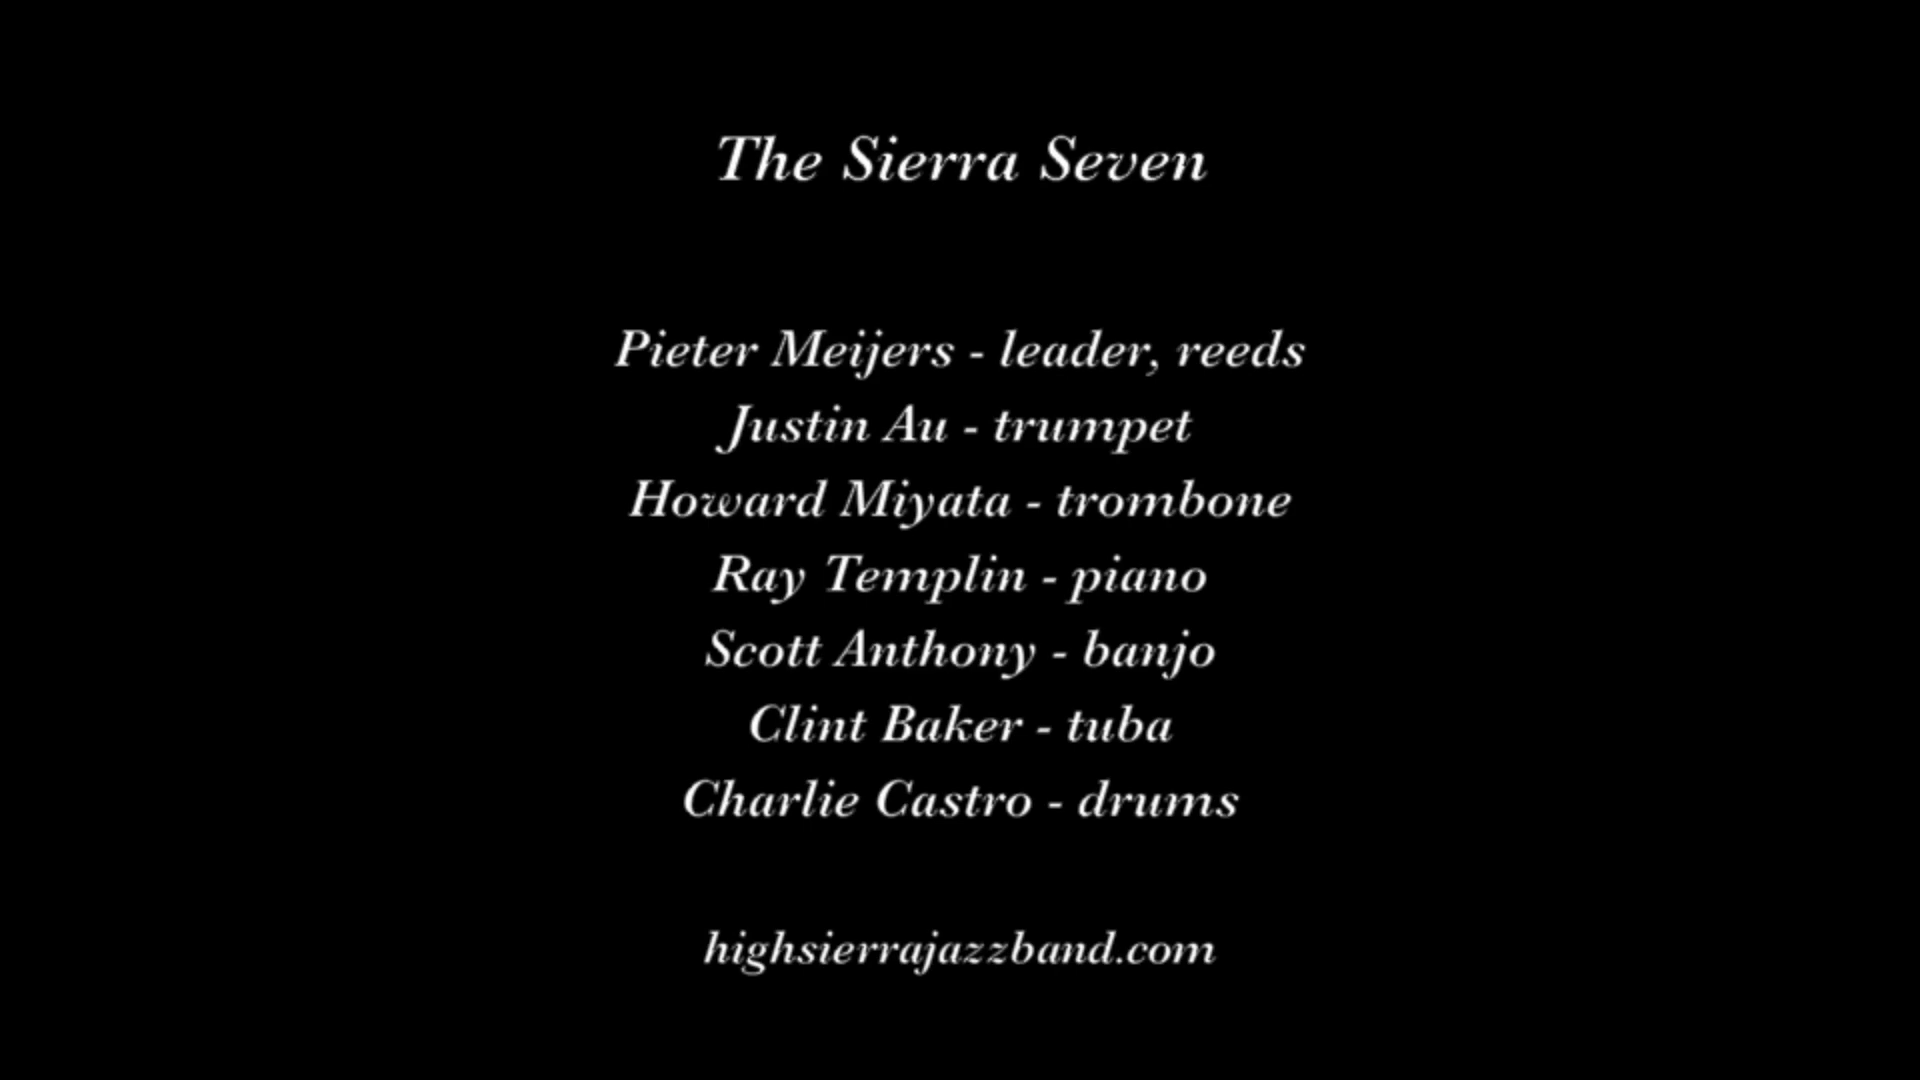 The Sierra Seven
Pieter Meijers - leader, reeds
Justin Au - trumpet
Howard Miyata - trombone
Ray Templin - piano
Scott Anthony - banjo
Clint Baker - tuba
Charlie Castro - drums
highsierrajazzband.com